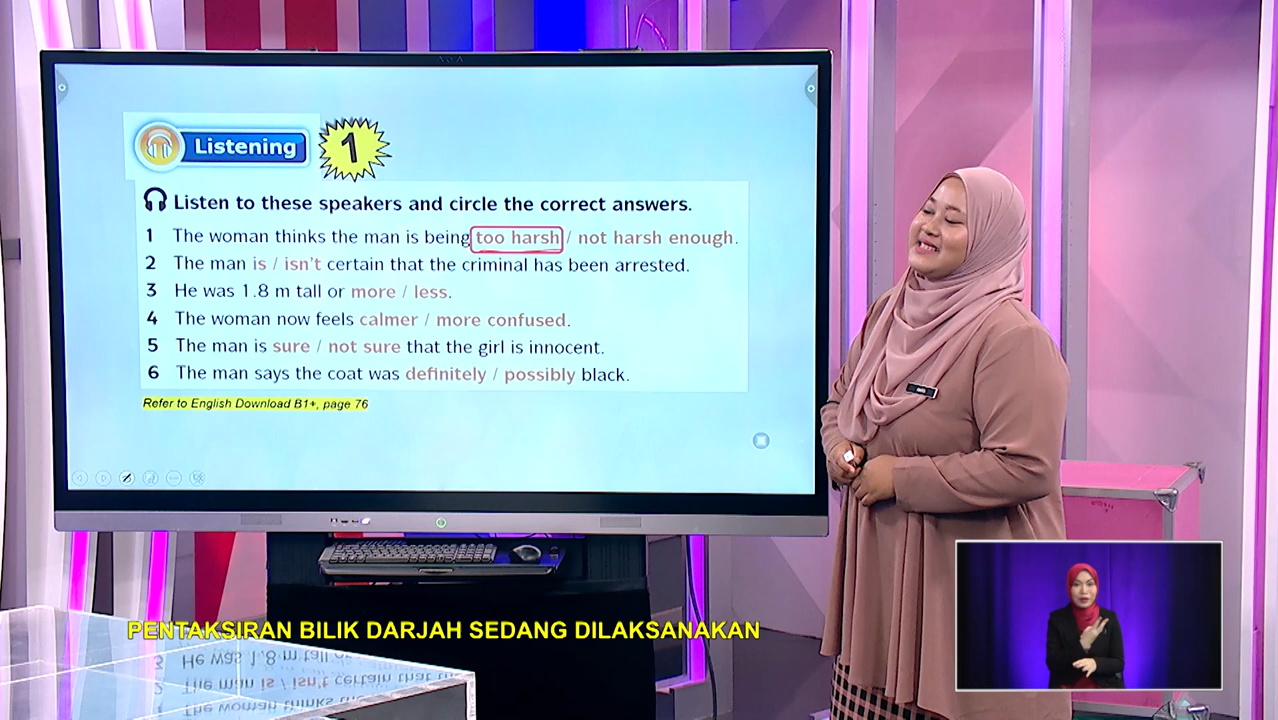 Listening 1
Listen to these speakers and circle the correct answers.
1 The woman thinks the man is being too harsh / not harsh enough.
2 The man is / isn't certain that the criminal has been arrested.
3 He was 1.8 m tall or more / less.
4 The woman now feels calmer / more confused.
5 The man is sure / not sure that the girl is innocent.
6 The man says the coat was definitely / possibly black.
Refer to English Download B1+, page 76
PENTAKSIRAN BILIK DARJAH SEDANG DILAKSANAKAN